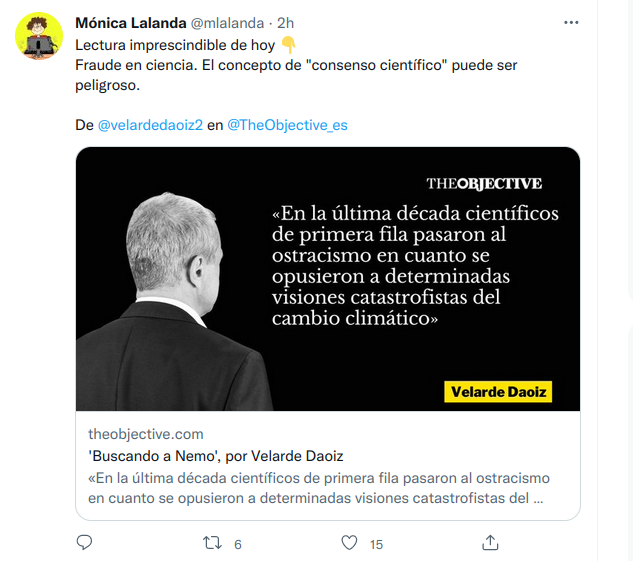 Mónica Lalanda @mlalanda · 2h
Lectura imprescindible de hoy 👇
Fraude en ciencia. El concepto de "consenso científico" puede ser
peligroso.
De @velardedaoiz2 en @TheObjective_es
THEOBJECTIVE
«En la última década científicos
de primera fila pasaron al
ostracismo en cuanto se
opusieron a determinadas
visiones catastrofistas del
cambio climático»
Velarde Daoiz
theobjective.com
'Buscando a Nemo', por Velarde Daoiz
«En la última década científicos de primera fila pasaron al ostracismo
en cuanto se opusieron a determinadas visiones catastrofistas del ...
6
15